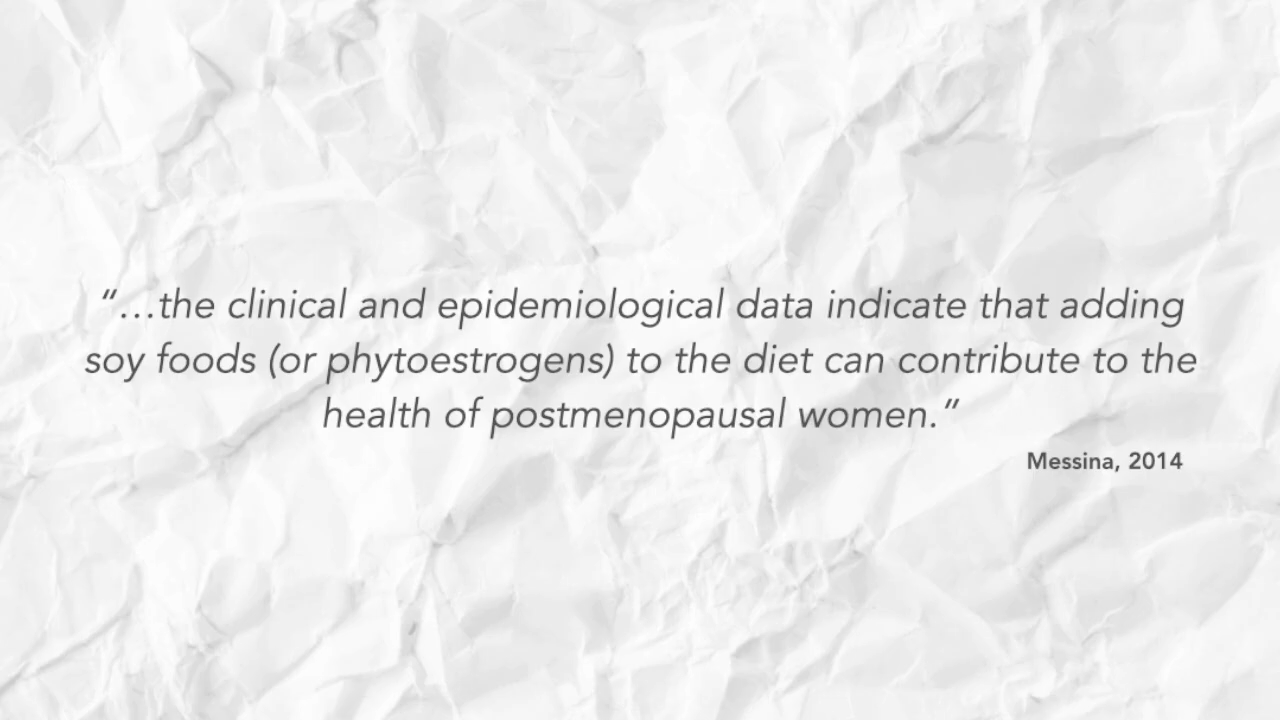 “…the clinical and epidemiological data indicate that adding
soy foods (or phytoestrogens) to the diet can contribute to the
health of postmenopausal women.”
Messina, 2014